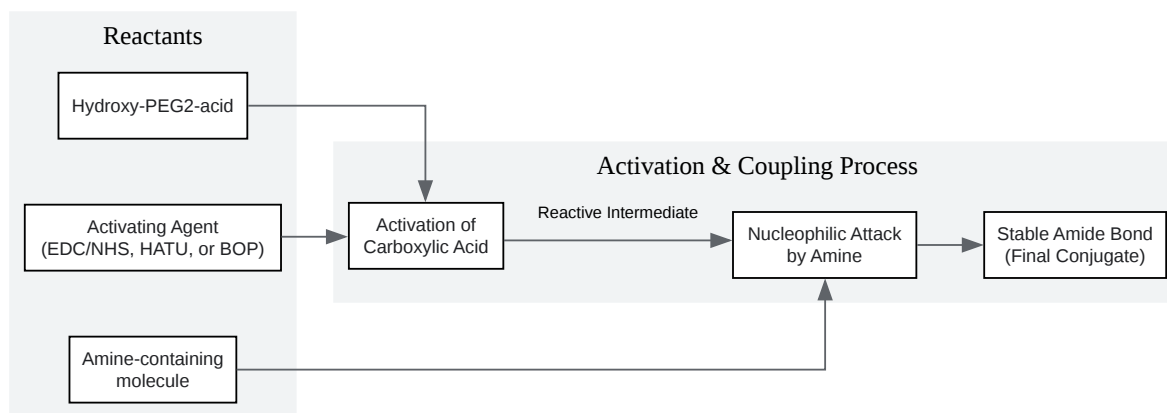 Reactants
Hydroxy-PEG2-acid
Activating Agent
(EDC/NHS, HATU, or BOP)
Amine-containing
molecule
Activation & Coupling Process
Activation of
Carboxylic Acid
Reactive Intermediate
Nucleophilic Attack
by Amine
Stable Amide Bond
(Final Conjugate)